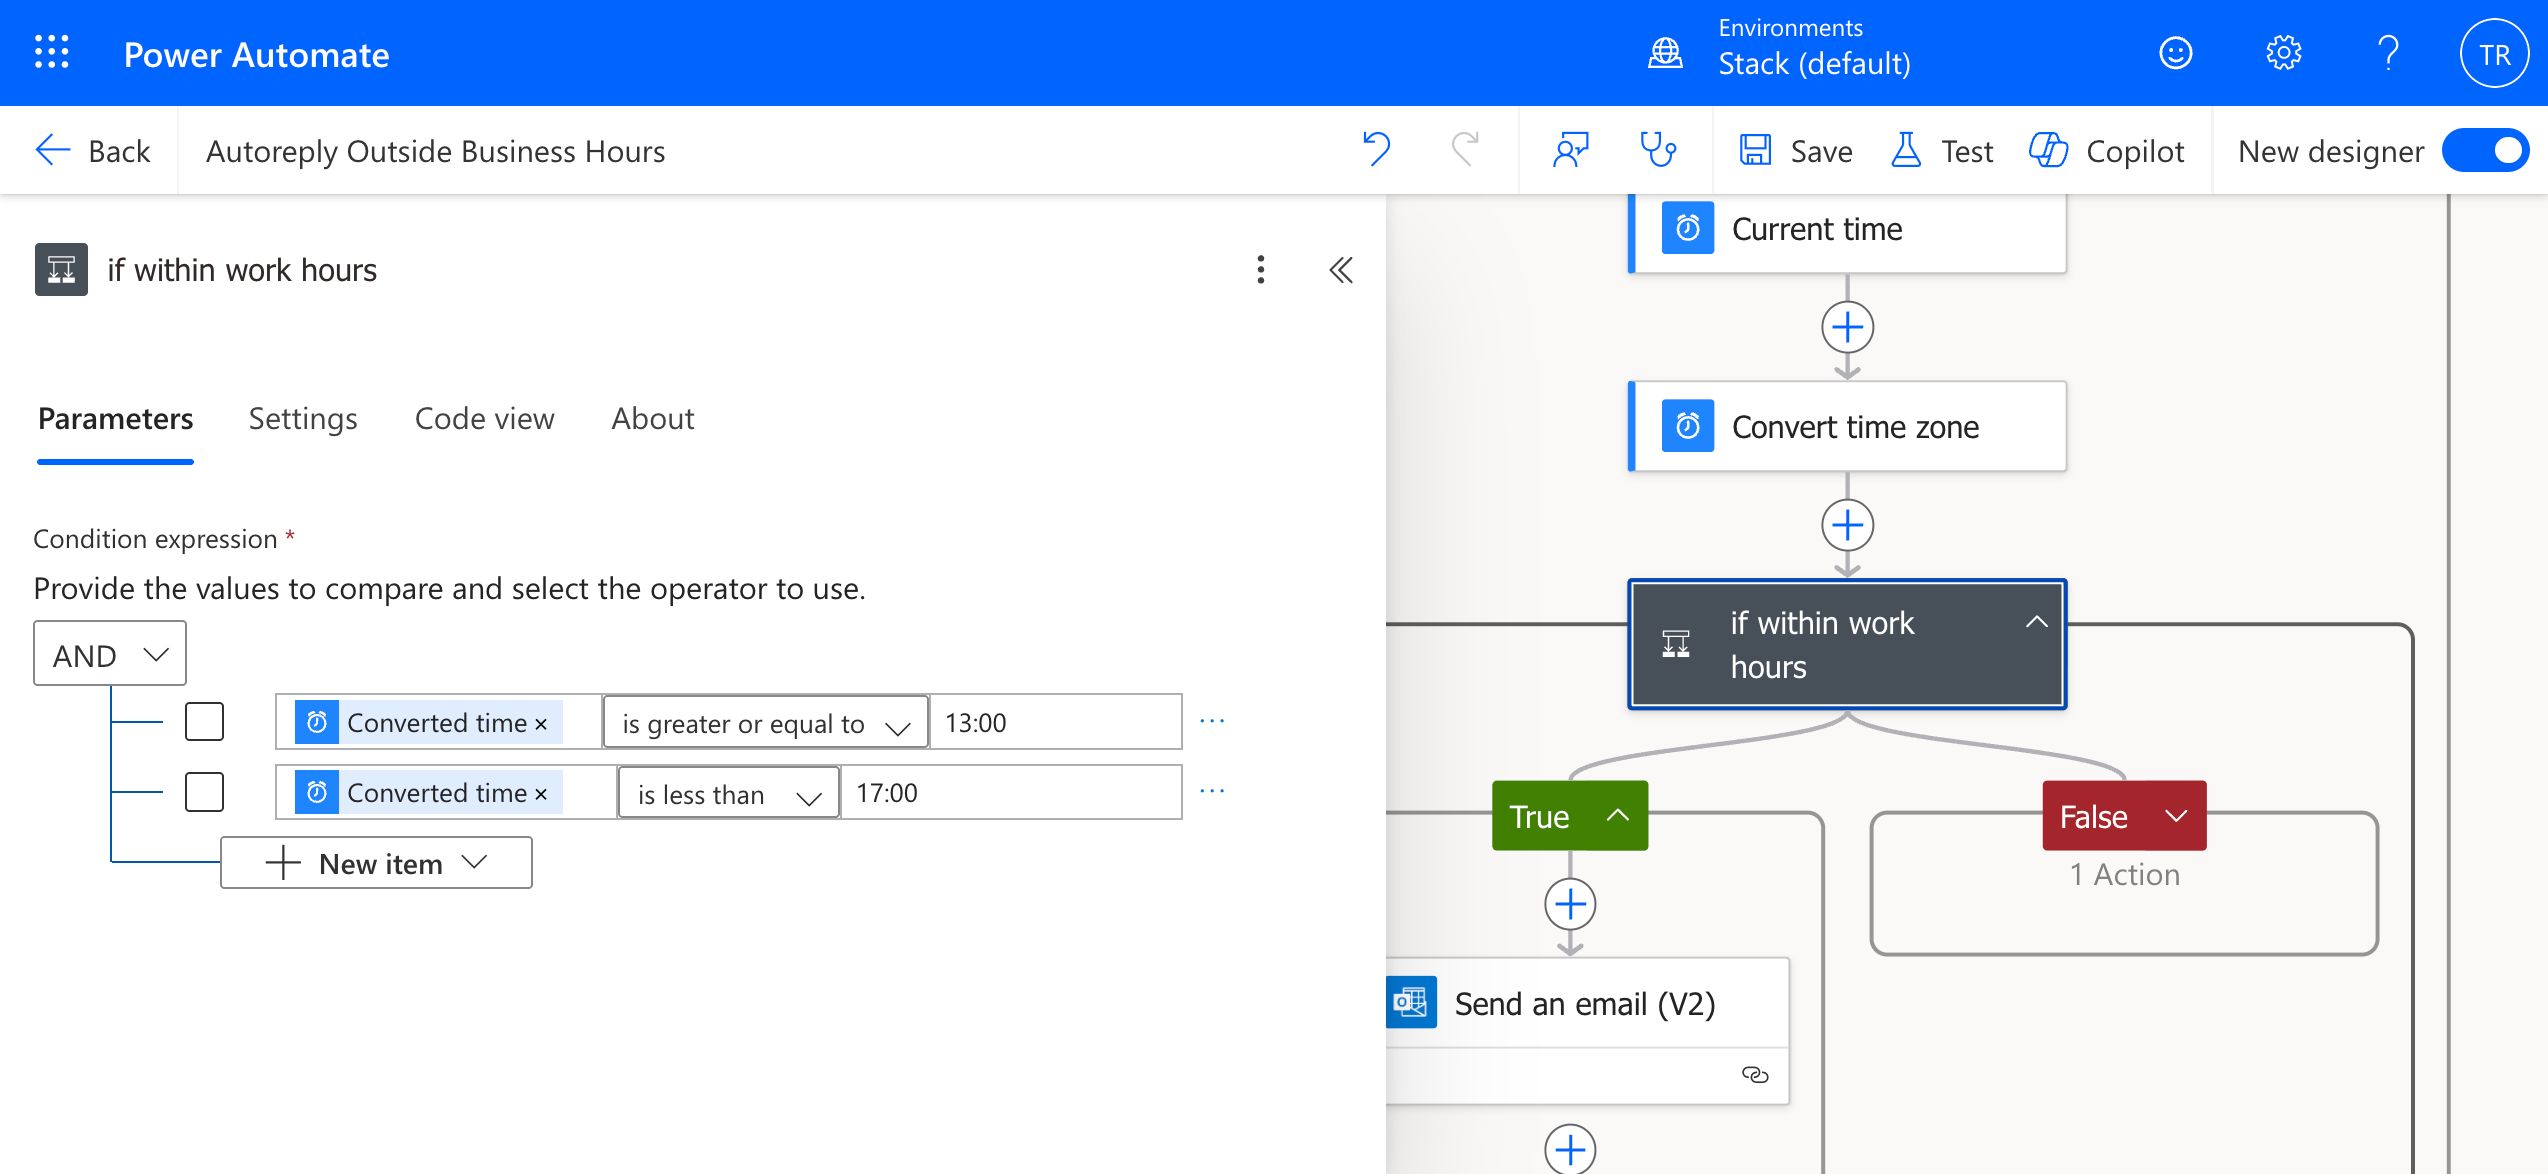 Power Automate
Environments
Stack (default)
TR
Back
Autoreply Outside Business Hours
Save
Test
Copilot
New designer
if within work hours
Parameters
Settings
Code view
About
Condition expression *
Provide the values to compare and select the operator to use.
AND
Converted time × is greater or equal to 13:00
Converted time × is less than 17:00
New item
Current time
Convert time zone
if within work
hours
True
False
1 Action
Send an email (V2)